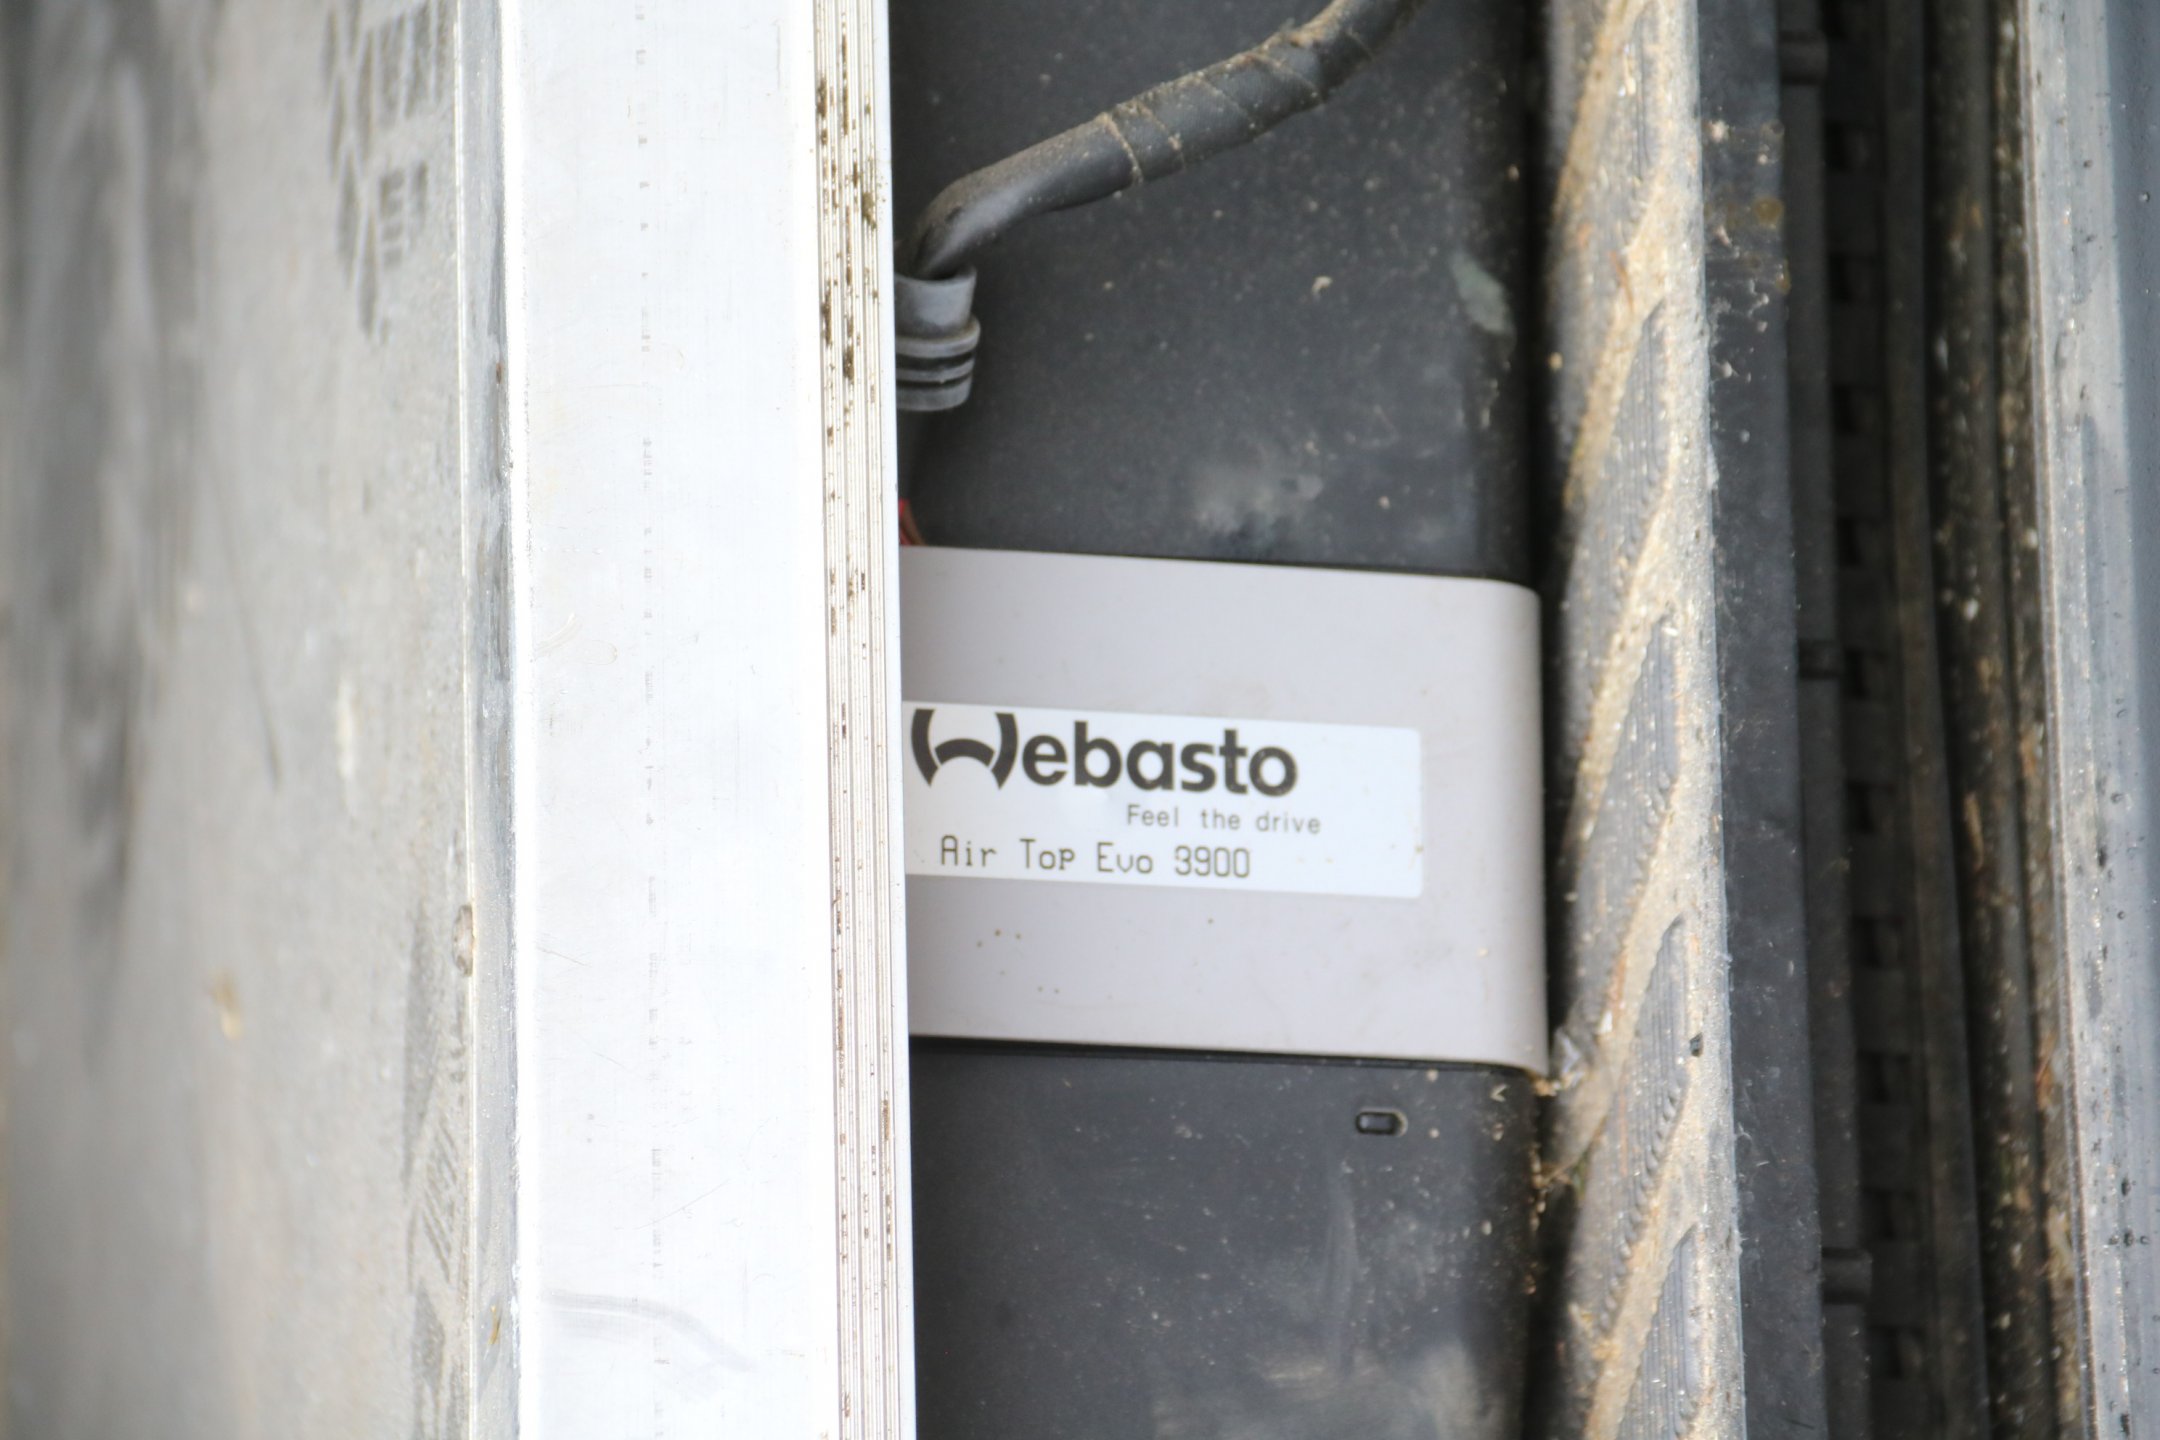 Webasto
Feel the drive
Air Top Evo 3900